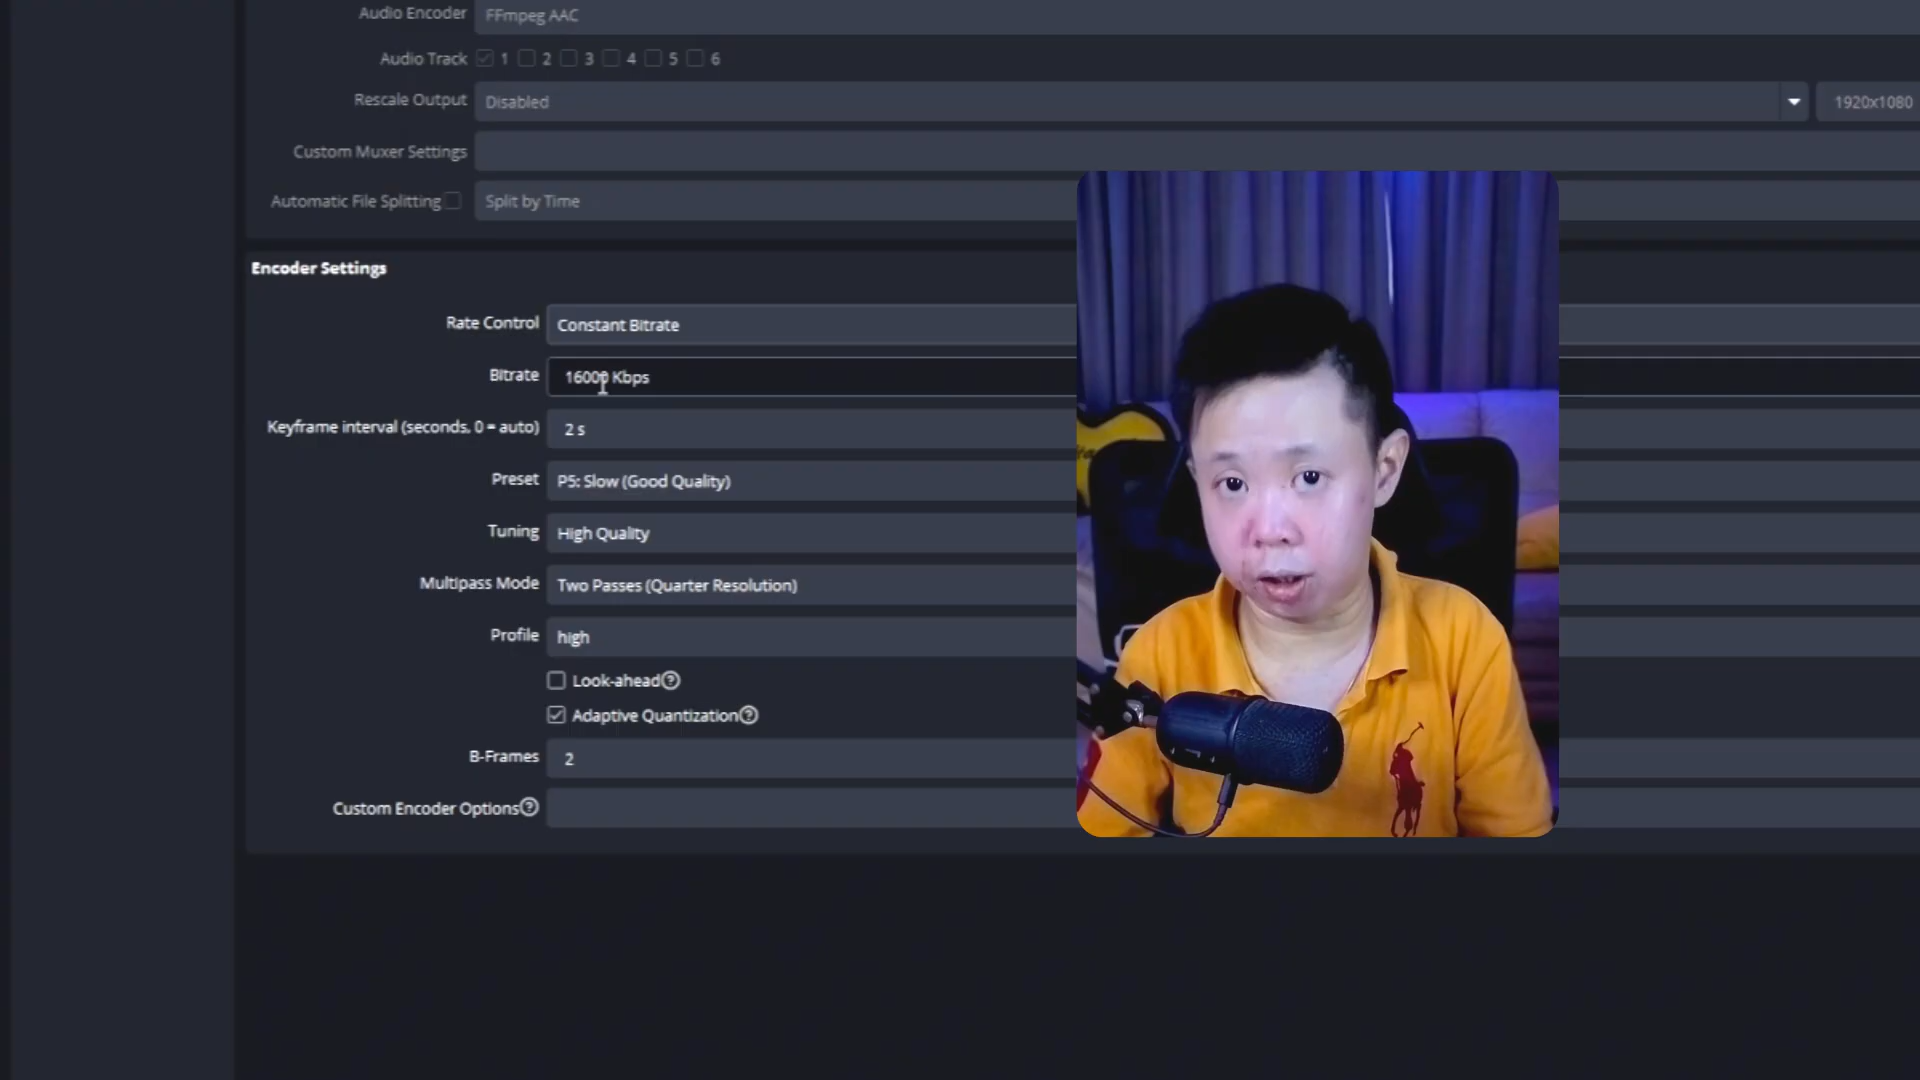 Audio Encoder FFmpeg AAC
Audio Track 1 2 3 4 5 6
Rescale Output Disabled 1920x1080
Custom Muxer Settings
Automatic File Splitting Split by Time
Encoder Settings
Rate Control Constant Bitrate
Bitrate 16000 Kbps
Keyframe interval (seconds, 0 = auto) 2 s
Preset P5: Slow (Good Quality)
Tuning High Quality
Multipass Mode Two Passes (Quarter Resolution)
Profile high
Look-ahead
Adaptive Quantization
B-Frames 2
Custom Encoder Options